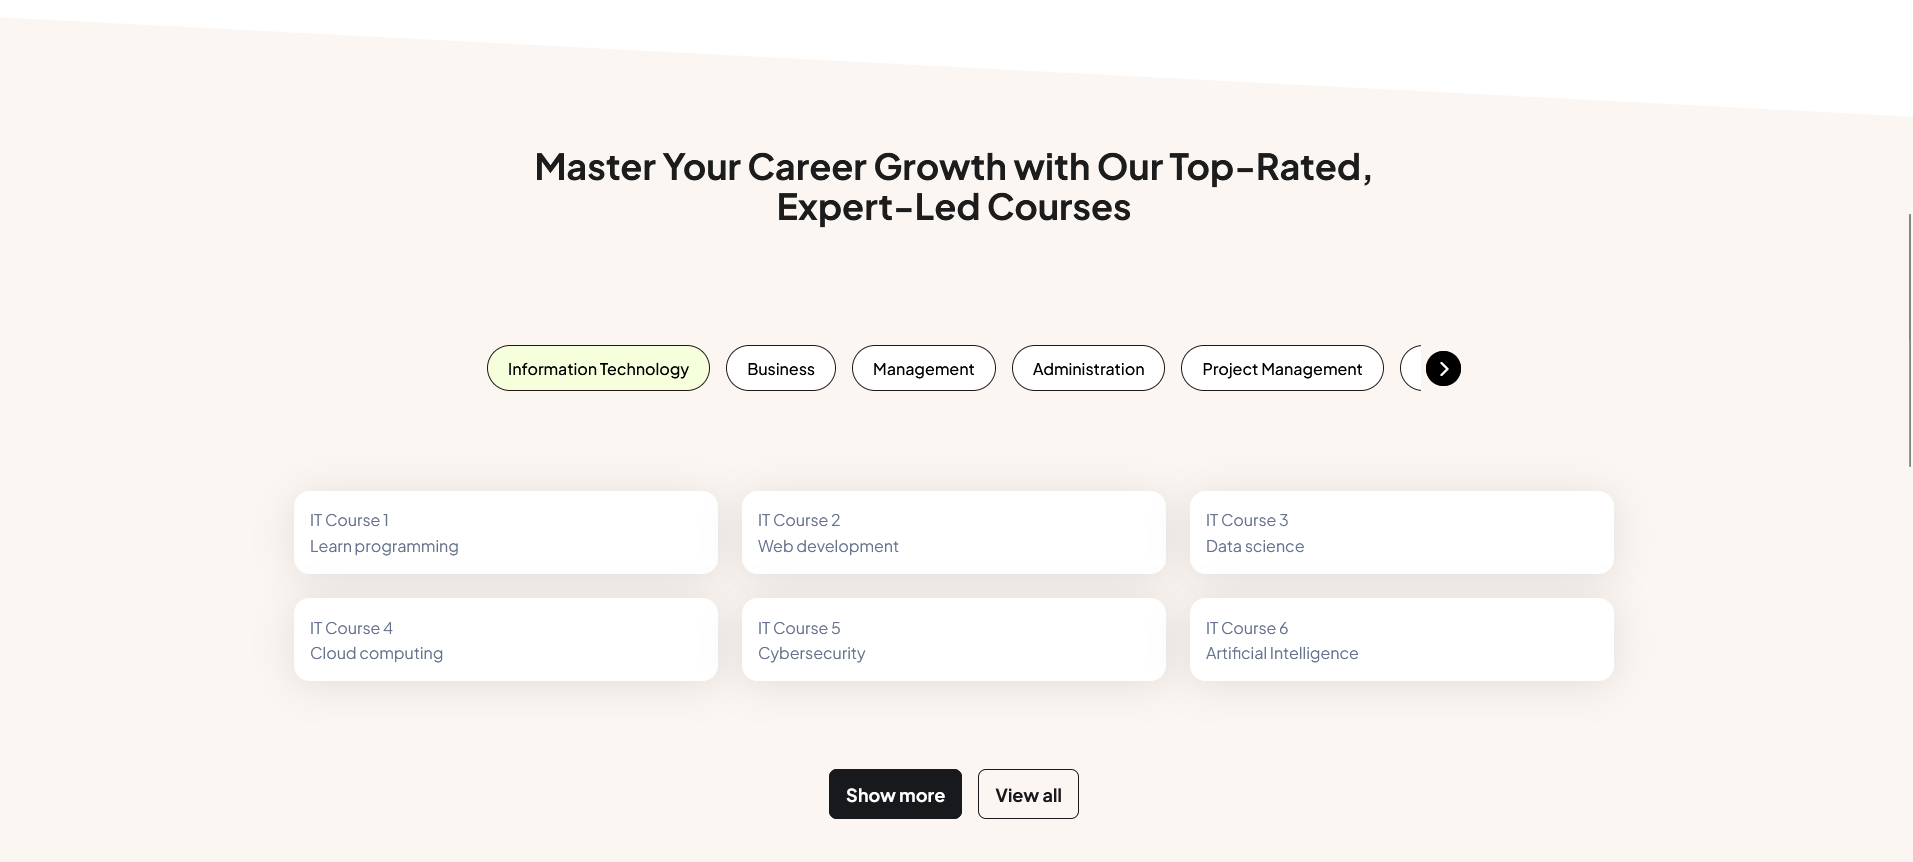 Master Your Career Growth with Our Top-Rated,
Expert-Led Courses
Information Technology
Business
Management
Administration
Project Management
IT Course 1
Learn programming
IT Course 2
Web development
IT Course 3
Data science
IT Course 4
Cloud computing
IT Course 5
Cybersecurity
IT Course 6
Artificial Intelligence
Show more
View all